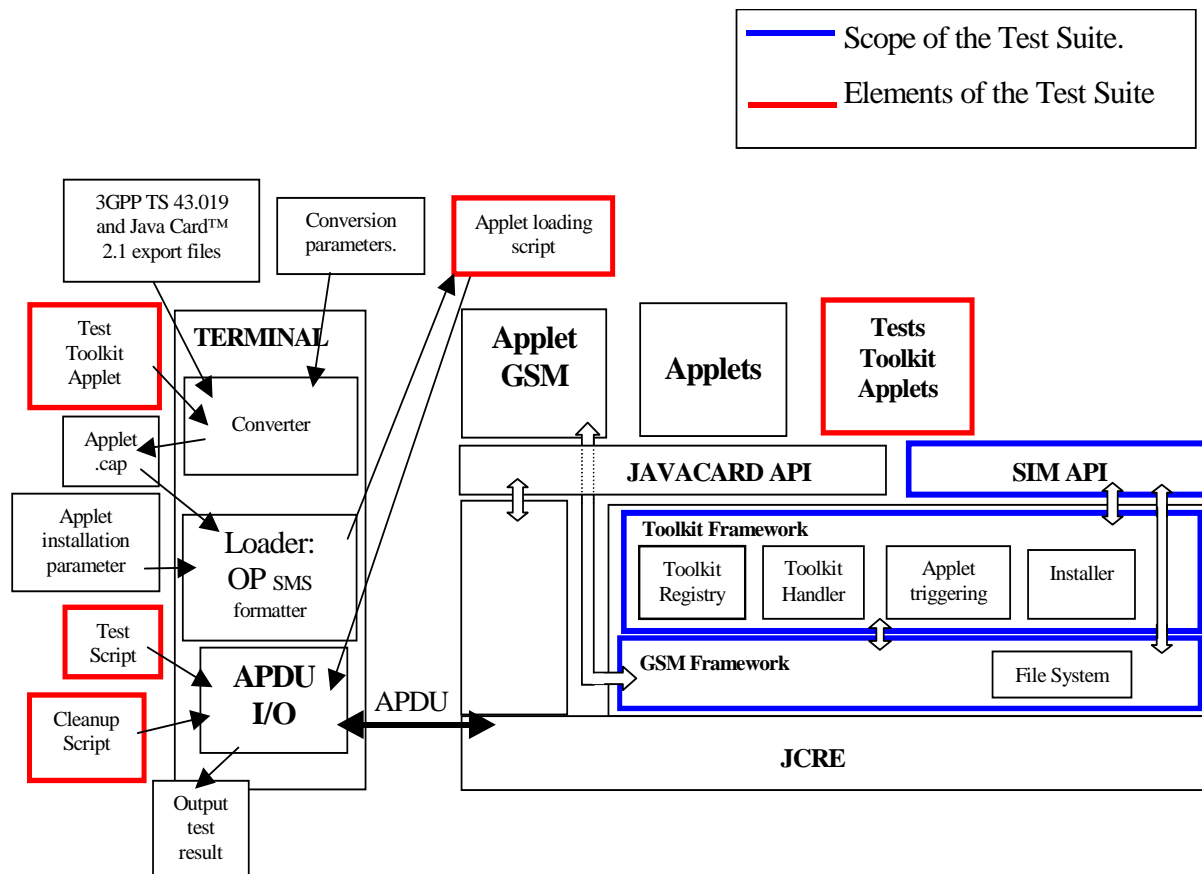 Scope of the Test Suite.
Elements of the Test Suite
3GPP TS 43.019
and Java Card™
2.1 export files
Conversion
parameters.
Applet loading
script
Test
Toolkit
Applet
TERMINAL
Converter
Applet
.cap
Applet
installation
parameter
Loader:
OP SMS
formatter
Test
Script
APDU
I/O
Cleanup
Script
Output
test
result
APDU
Applet
GSM
Applets
Tests
Toolkit
Applets
JAVACARD API
SIM API
Toolkit Framework
Toolkit
Registry
Toolkit
Handler
Applet
triggering
Installer
GSM Framework
File System
JCRE